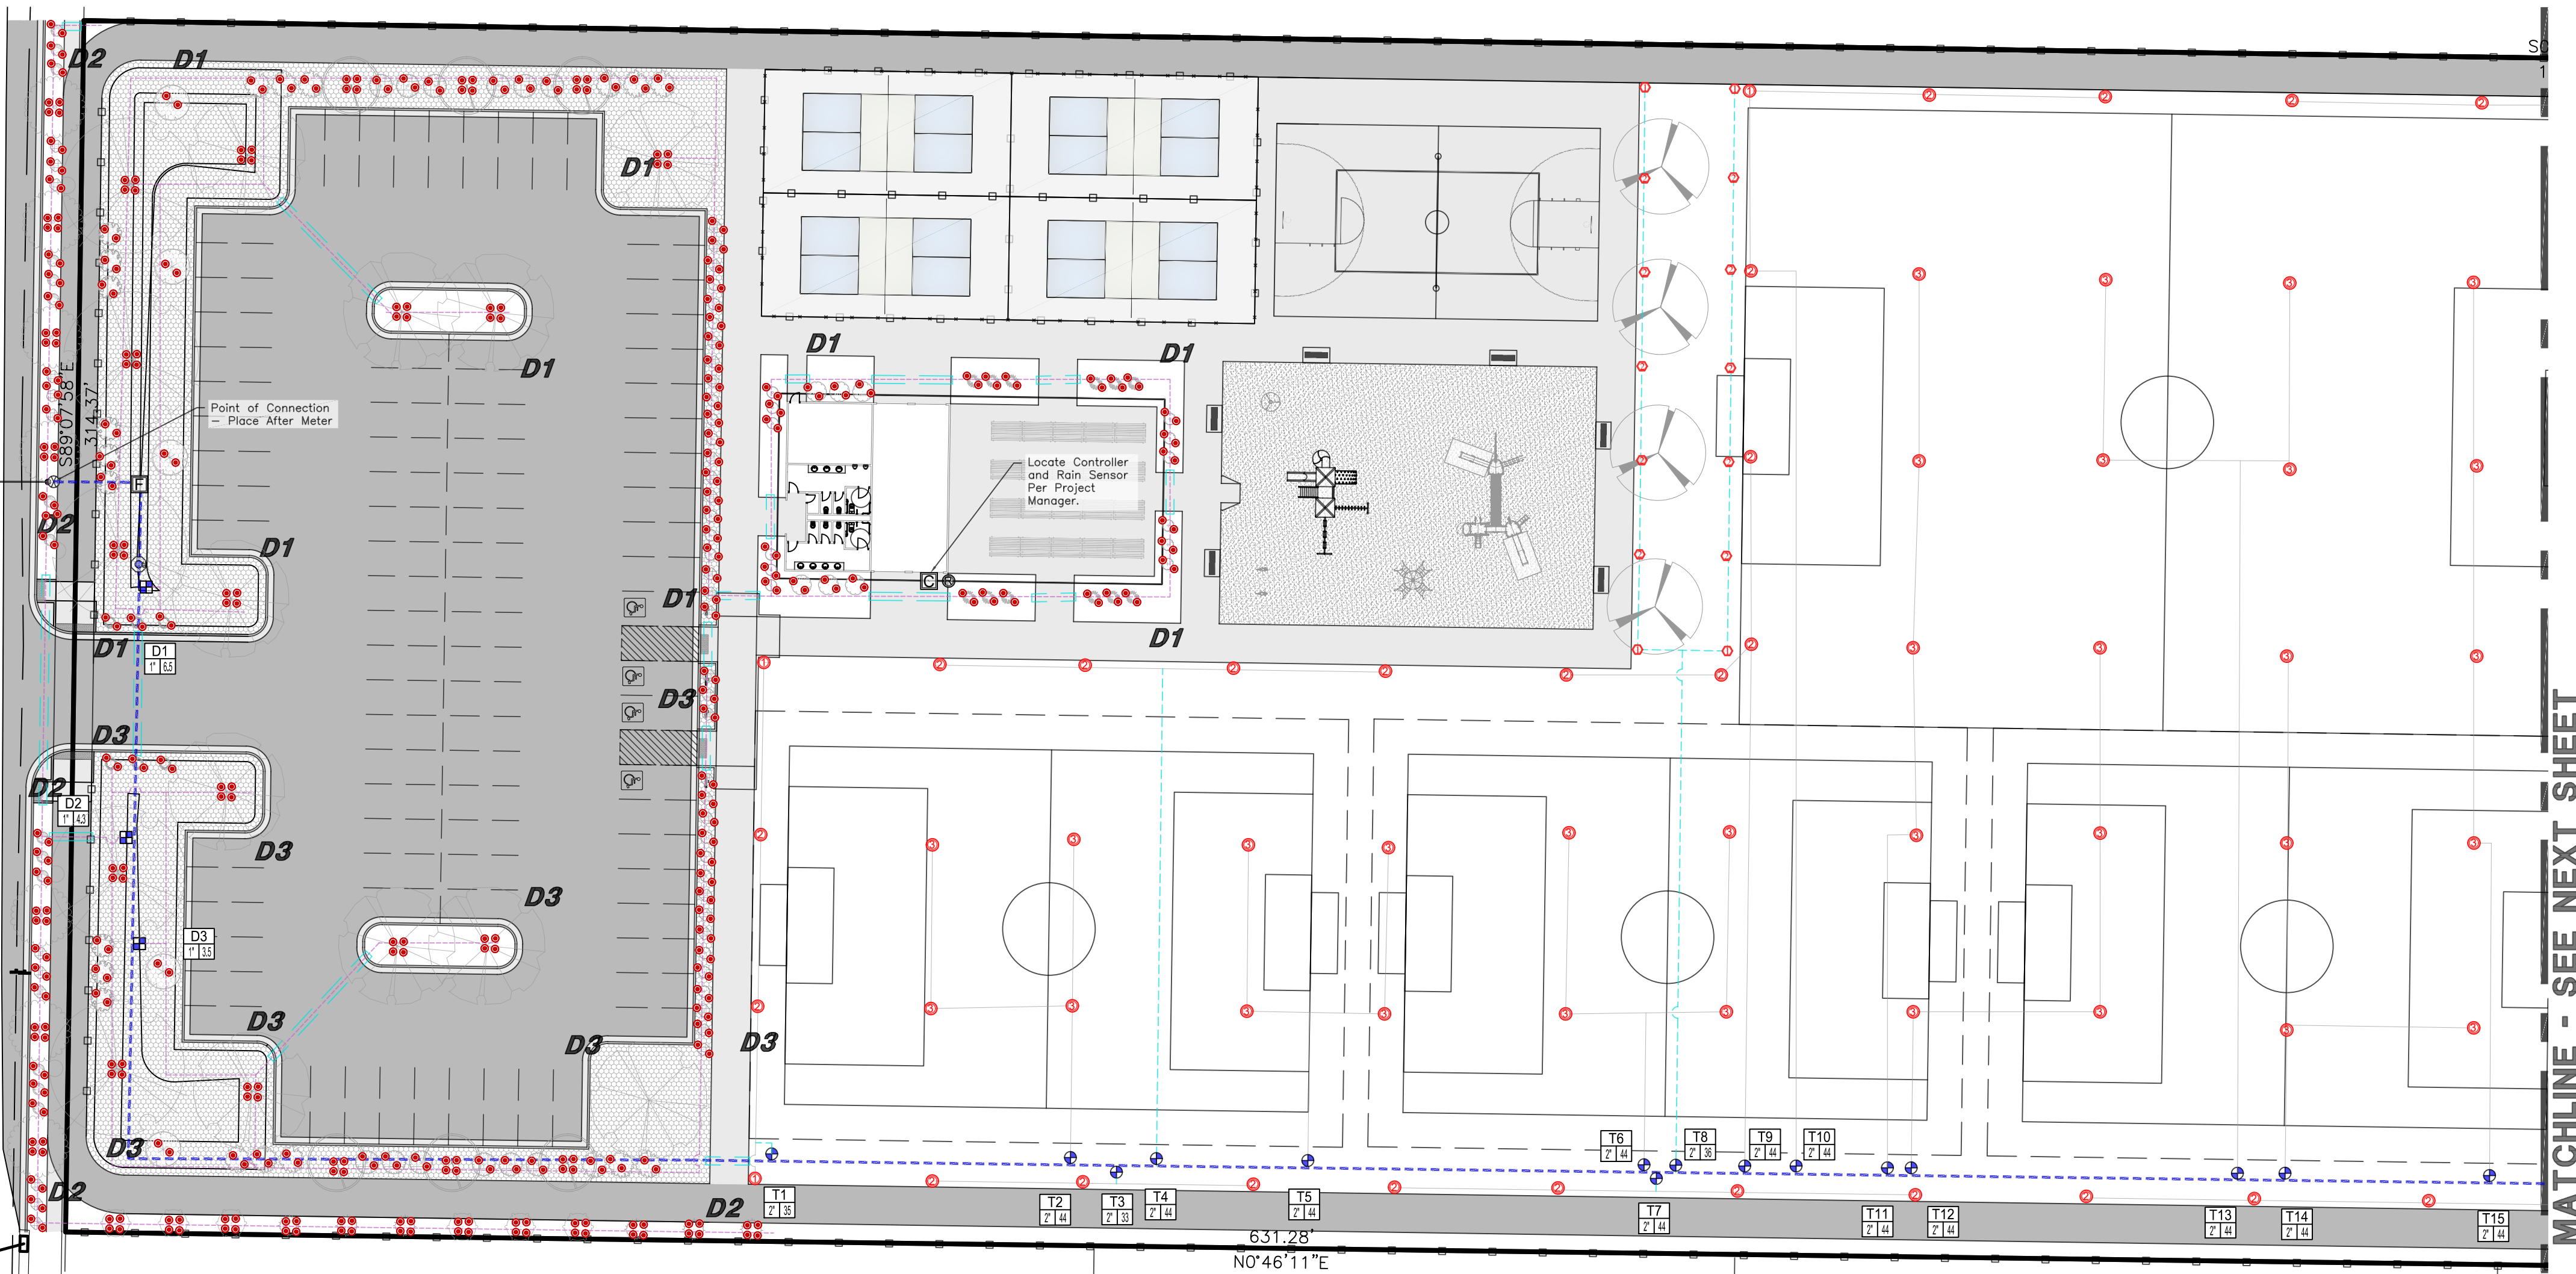 SC
1
D2
D1
D1
S89°07'58"E
314.37'
Point of Connection
– Place After Meter
D1
D1
D1
Locate Controller
and Rain Sensor
Per Project
Manager.
F
D2
D1
C
R
D1
D1
D1
D1
1" 6.5
D3
D3
D2
D2
1" 4.3
D3
D3
D3
1" 3.5
D3
D3
D3
D3
D2
D2
T1
2" 35
T2
2" 44
T3
2" 33
T4
2" 44
T5
2" 44
T6
2" 44
T7
2" 44
T8
2" 36
T9
2" 44
T10
2" 44
T11
2" 44
T12
2" 44
T13
2" 44
T14
2" 44
T15
2" 44
631.28'
N0°46'11"E
MATCHLINE - SEE NEXT SHEET